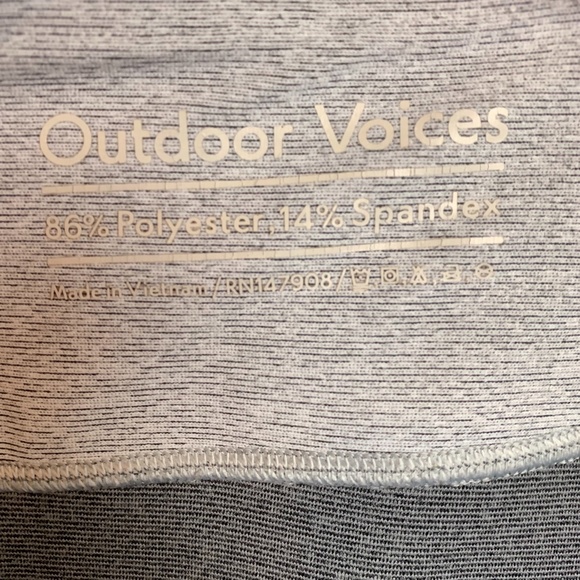 Outdoor Voices
86% Polyester, 14% Spandex
Made in Vietnam/RN147908/